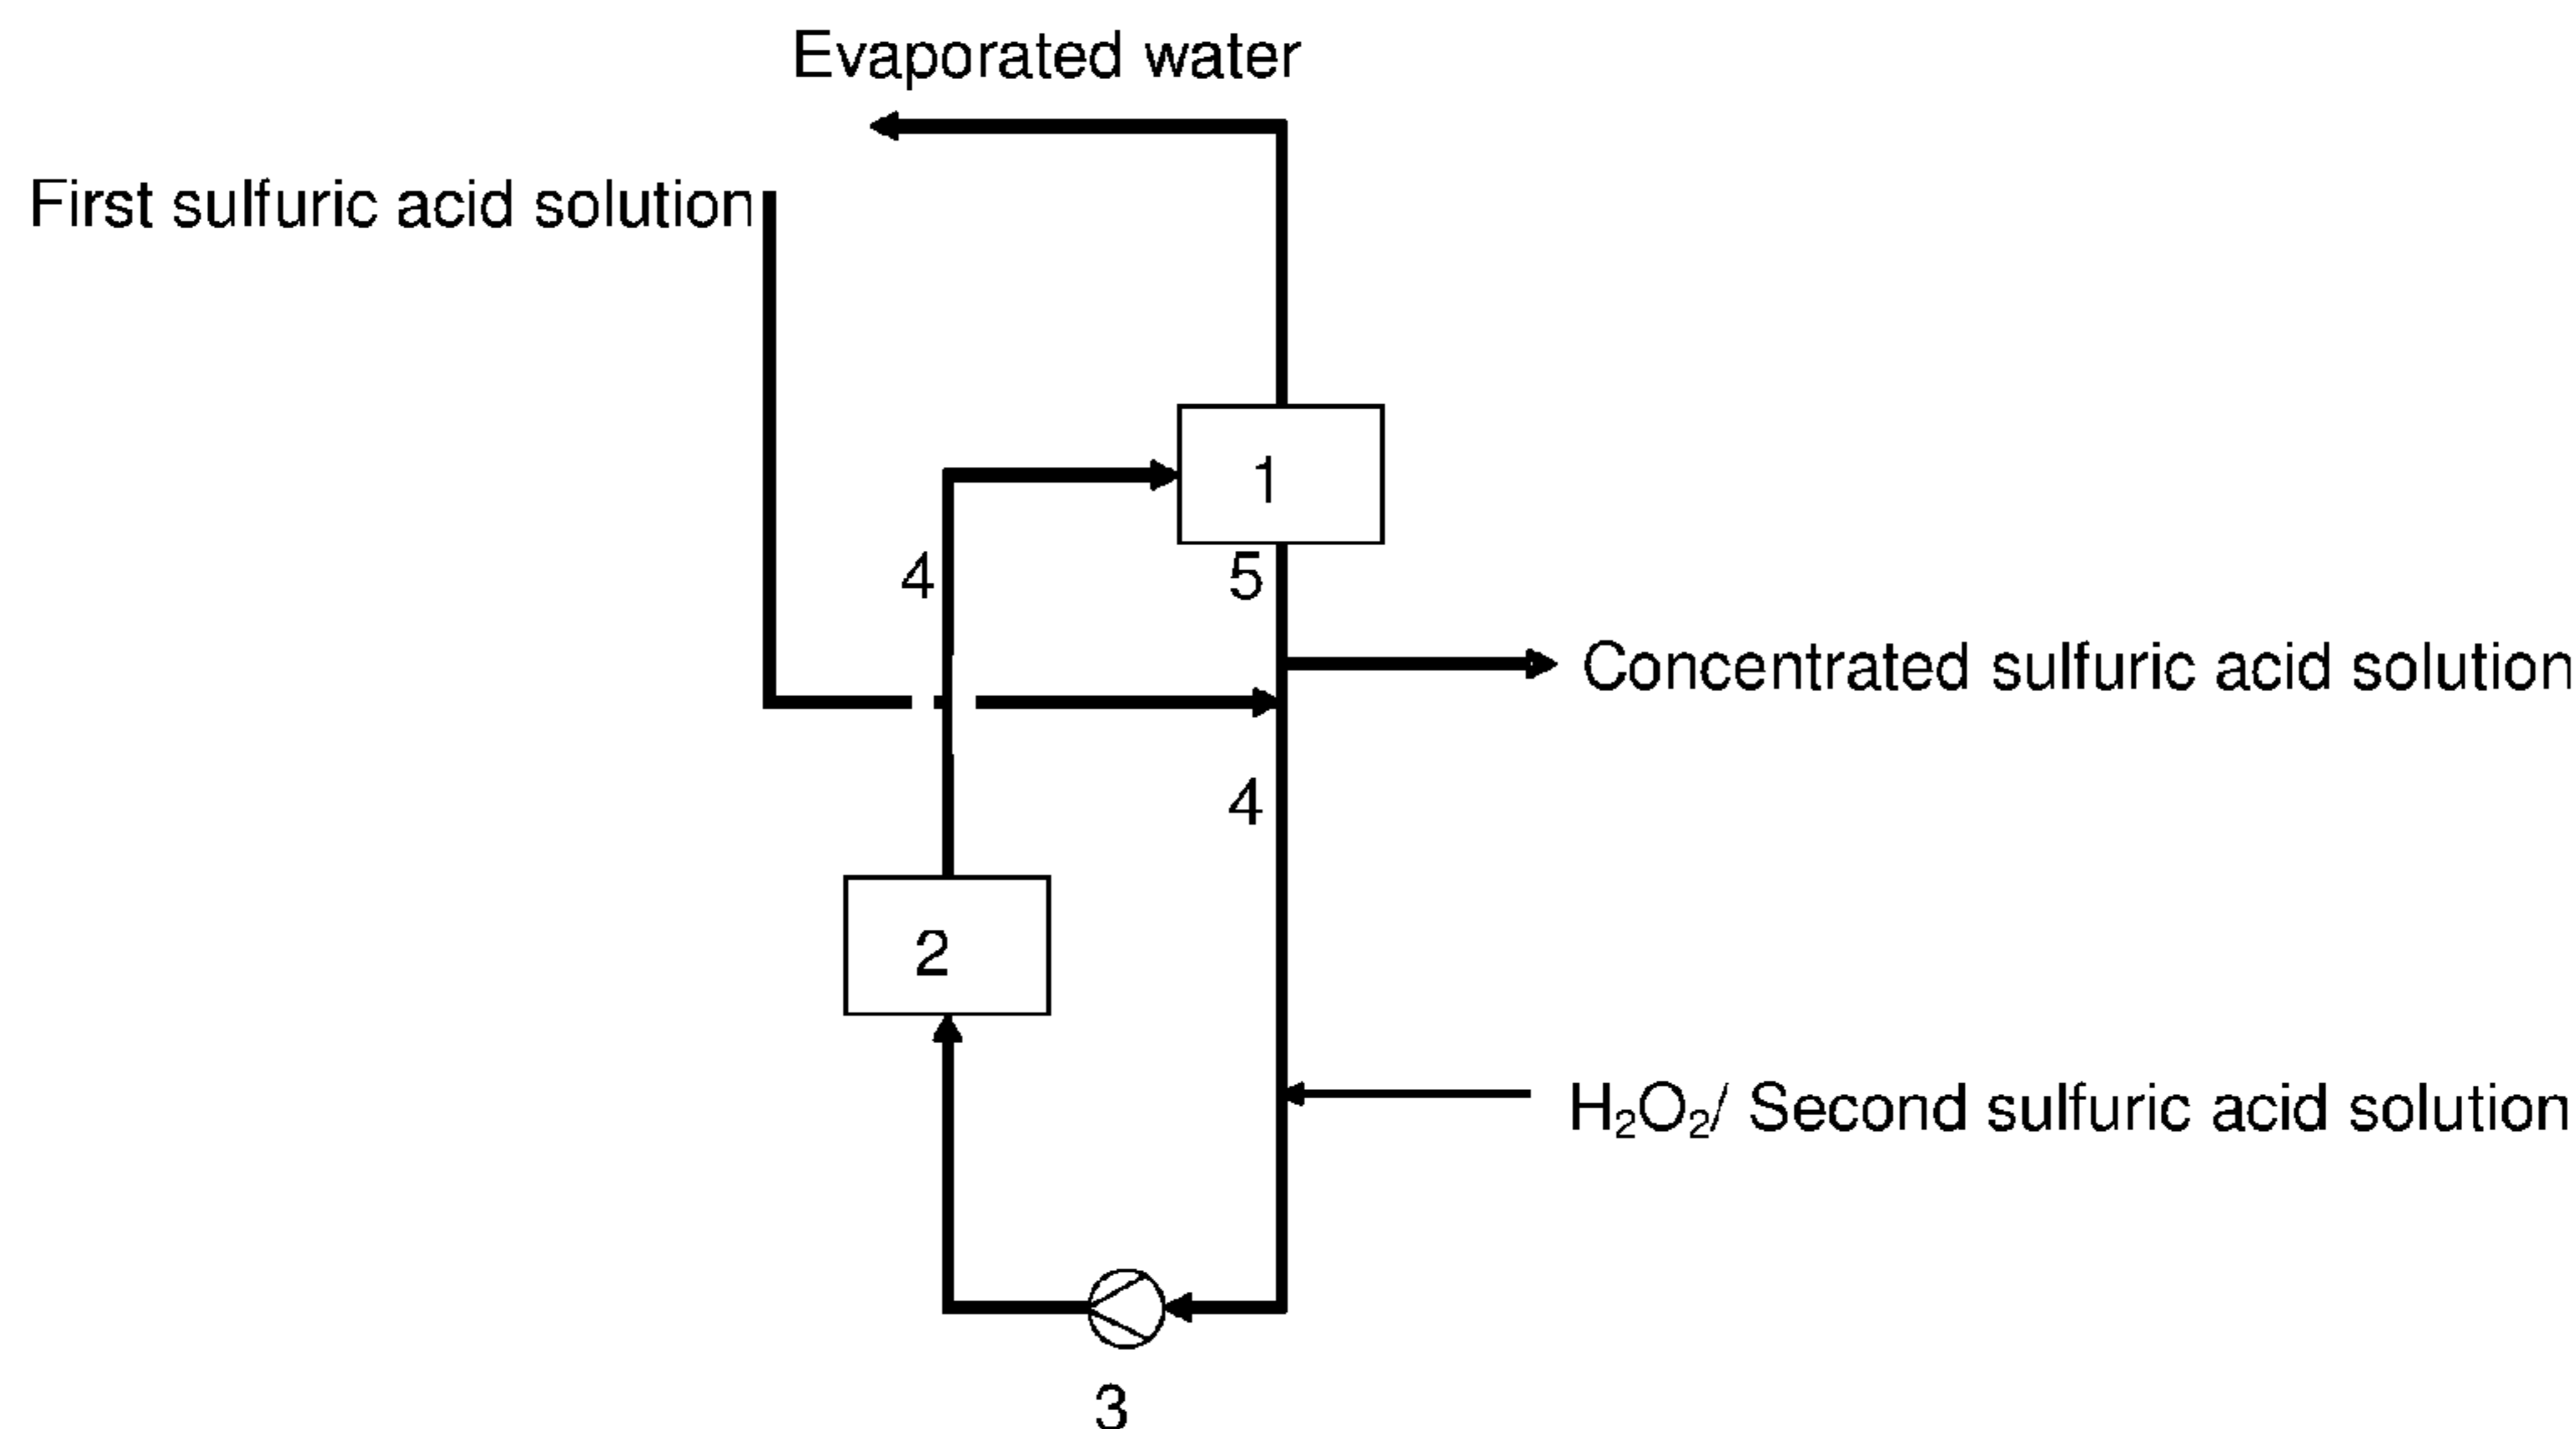 Evaporated water
First sulfuric acid solution
1
4
5
Concentrated sulfuric acid solution
4
2
H₂O₂/ Second sulfuric acid solution
3